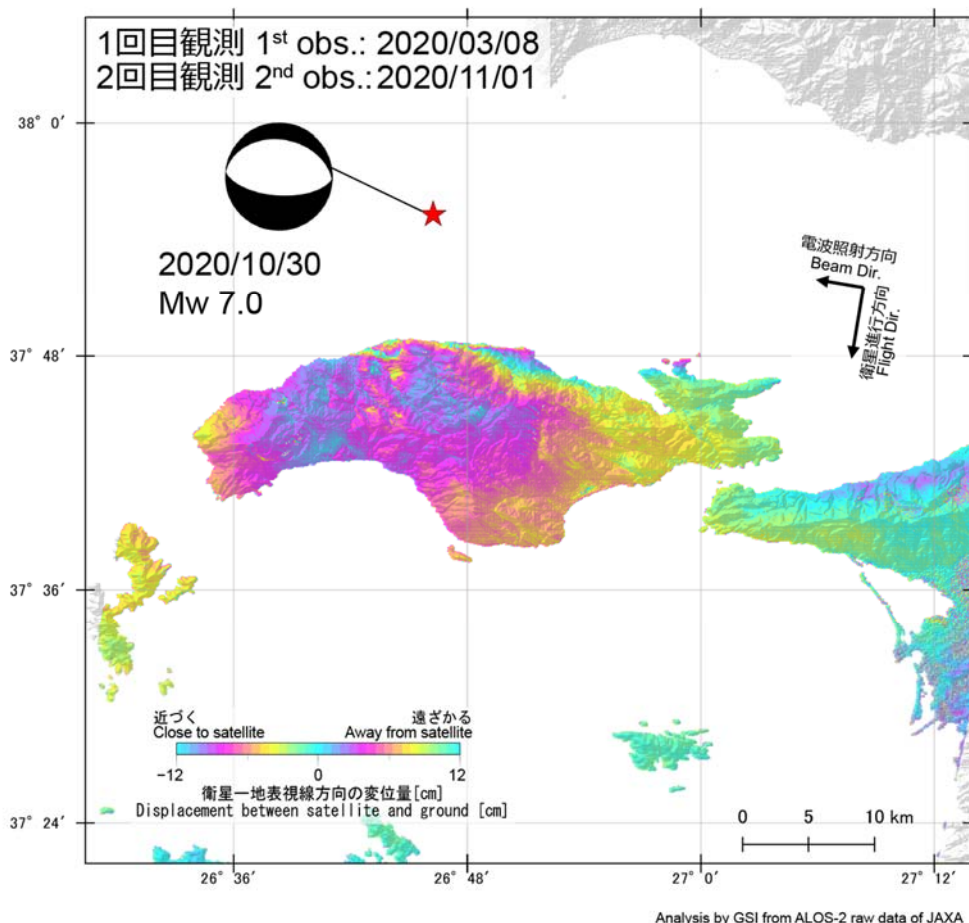 1回目観測 1st obs.: 2020/03/08
2回目観測 2nd obs.: 2020/11/01
38° 0′
2020/10/30
Mw 7.0
電波照射方向
Beam Dir.
衛星進行方向
Flight Dir.
37° 48′
37° 36′
近づく 遠ざかる
Close to satellite Away from satellite
-12 0 12
衛星－地表視線方向の変位量[cm]
Displacement between satellite and ground [cm]
0 5 10 km
37° 24′
26° 36′ 26° 48′ 27° 0′ 27° 12′
Analysis by GSI from ALOS-2 raw data of JAXA